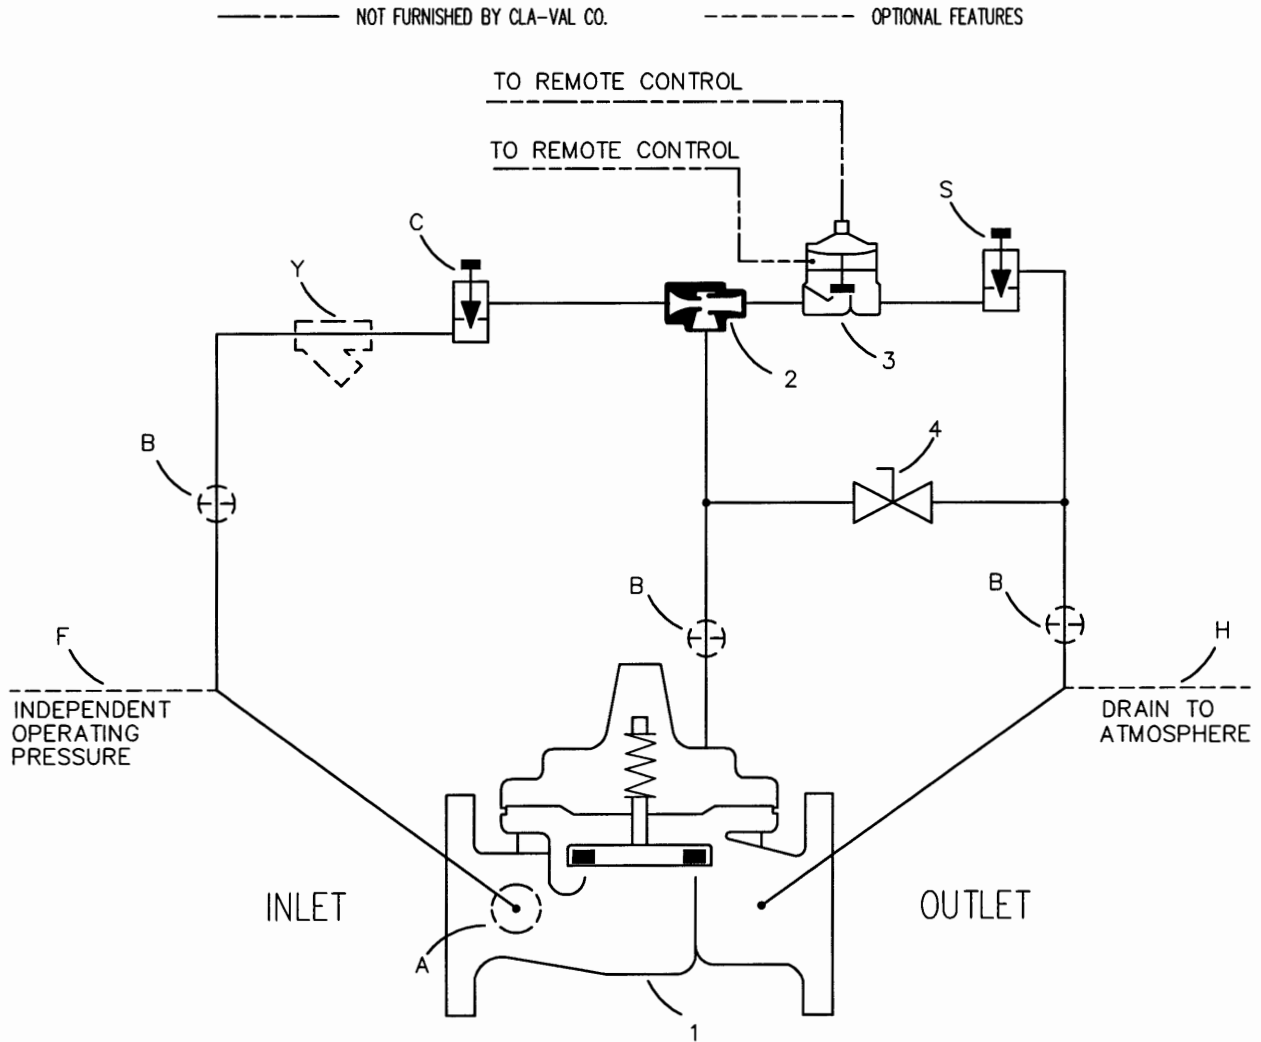 NOT FURNISHED BY CLA-VAL CO.
OPTIONAL FEATURES
TO REMOTE CONTROL
TO REMOTE CONTROL
S
C
Y
3
2
B
4
B
B
F
H
INDEPENDENT
OPERATING
PRESSURE
DRAIN TO
ATMOSPHERE
INLET
OUTLET
A
1